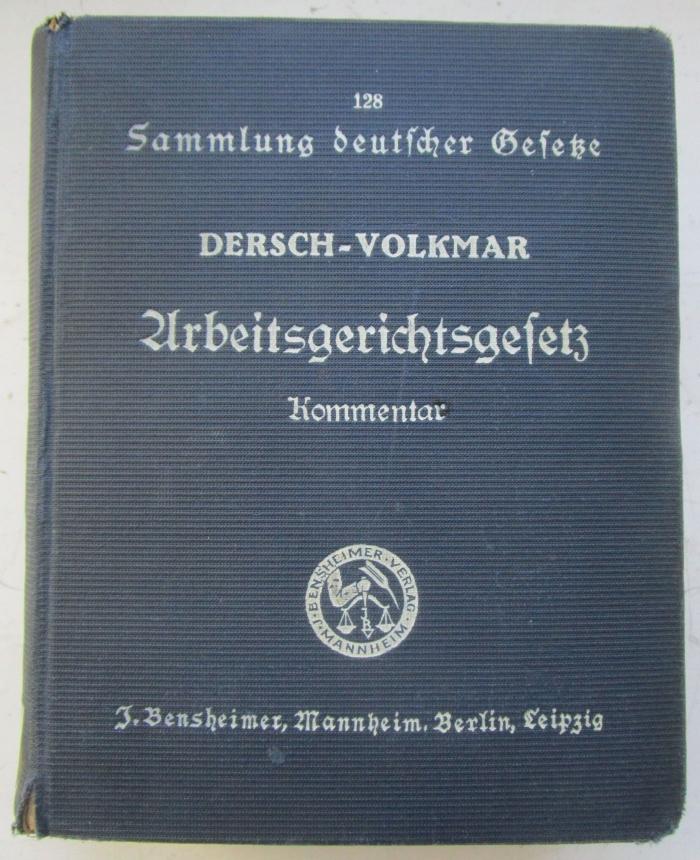 128
Sammlung deutscher Gesetze
DERSCH-VOLKMAR
Arbeitsgerichtsgesetz
Kommentar
J. BENSHEIMER · VERLAG · MANNHEIM ·
J B
J. Bensheimer, Mannheim, Berlin, Leipzig